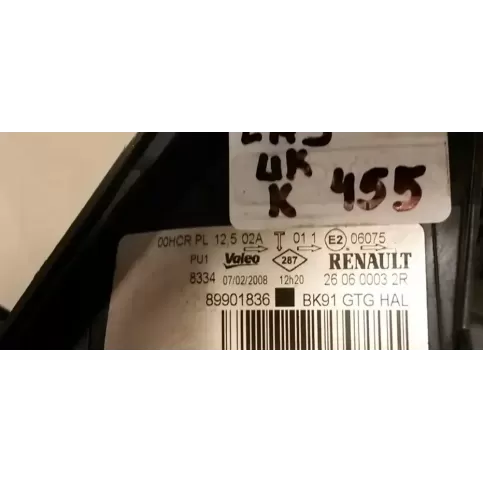 UK
K 455
00HCR PL 12,5 02A T 01 1 E2 06075
PU1 Valeo 287 RENAULT
8334 07/02/2008 12h20 26 06 0003 2R
89901836 BK91 GTG HAL